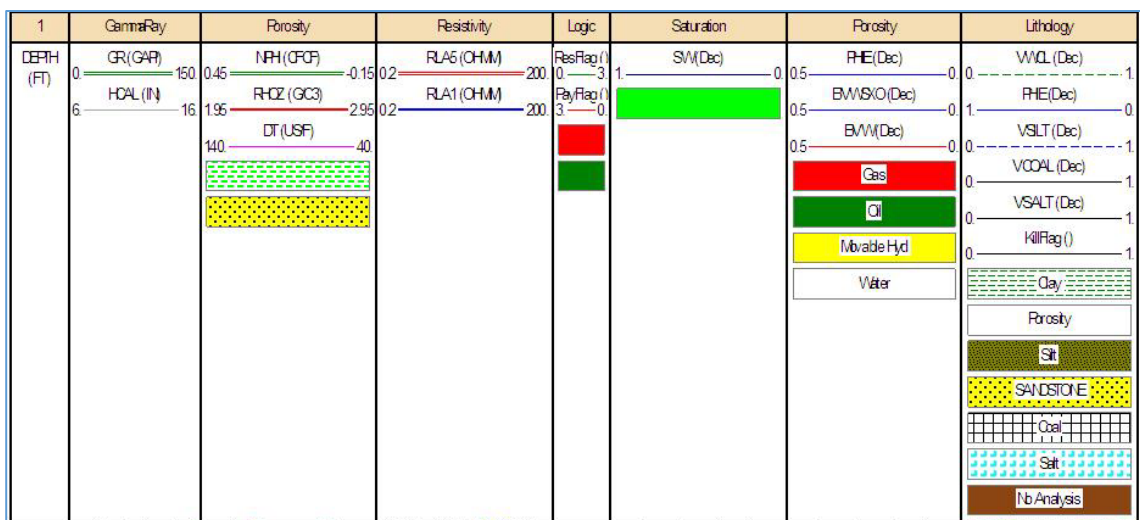 1 GammaRay Porosity Resistivity Logic Saturation Porosity Lithology
DEPTH
(FT)
GR (GAPI)
0. 150.
HCAL (IN)
6. 16.
NPHI (CFCF)
0.45 -0.15
RHOZ (G/C3)
1.95 2.95
DT (US/F)
140. 40.
RLA5 (OHMM)
0.2 200.
RLA1 (OHMM)
0.2 200.
ResFlag ()
0. 3.
PayFlag ()
3. 0.
SW (Dec)
1. 0.
PHIE (Dec)
0.5 0.
BVWSXO (Dec)
0.5 0.
BVW (Dec)
0.5 0.
Gas
Oil
Movable Hyd
Water
VWCL (Dec)
0. 1.
PHIE (Dec)
1. 0.
VSILT (Dec)
0. 1.
VCOAL (Dec)
0. 1.
VSALT (Dec)
0. 1.
KillFlag ()
0. 1.
Clay
Porosity
Silt
SANDSTONE
Coal
Salt
No Analysis